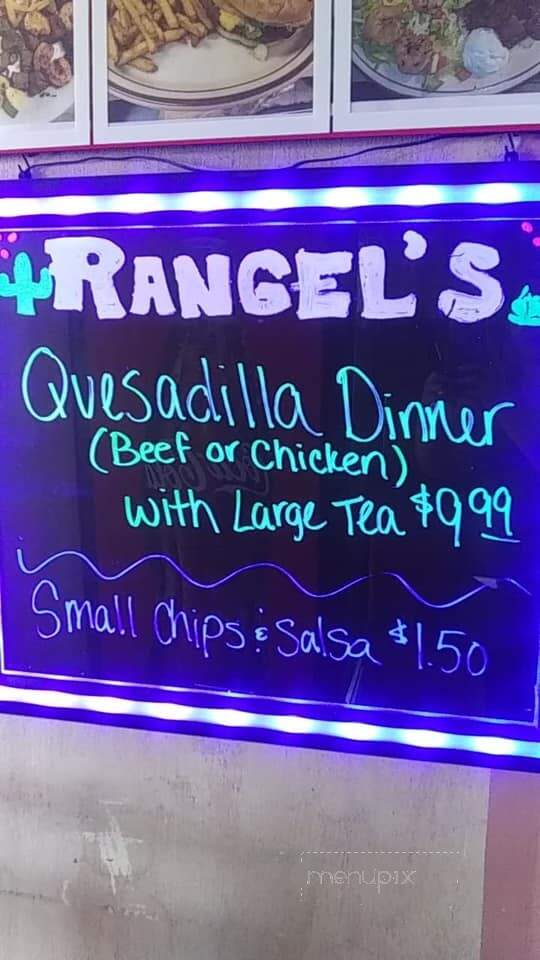 RANGEL'S
Quesadilla Dinner
(Beef or Chicken)
with Large Tea $9.99
Small Chips & Salsa $1.50
menupix